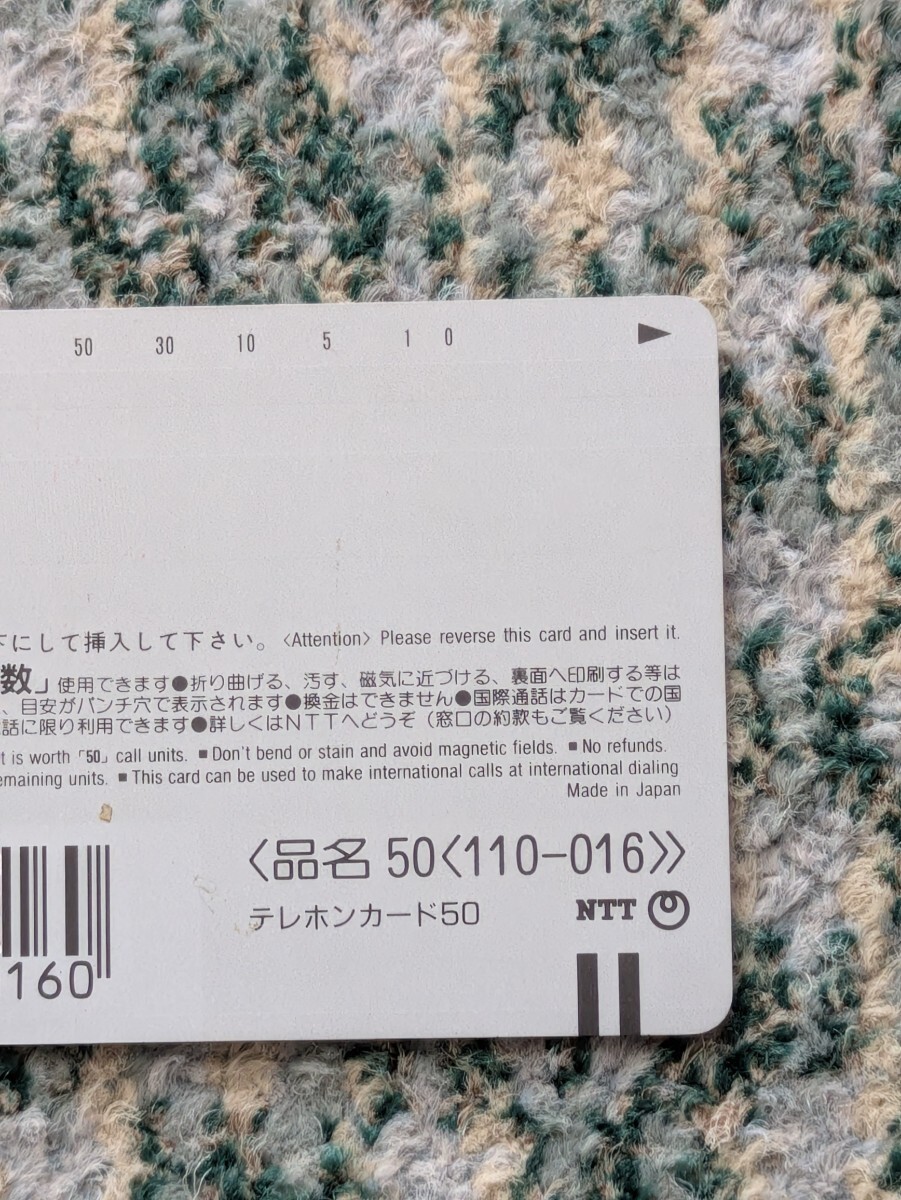 50 30 10 5 1 0
にして挿入して下さい。〈Attention〉Please reverse this card and insert it.
数」使用できます●折り曲げる、汚す、磁気に近づける、裏面へ印刷する等は
、目安がパンチ穴で表示されます●換金はできません●国際通話はカードでの国
話に限り利用できます●詳しくはNTTへどうぞ（窓口の約款もご覧ください）
t is worth「50」call units. ■Don't bend or stain and avoid magnetic fields. ■No refunds.
emaining units. ■This card can be used to make international calls at international dialing
Made in Japan
〈品名 50〈110-016〉〉
テレホンカード50
NTT
160